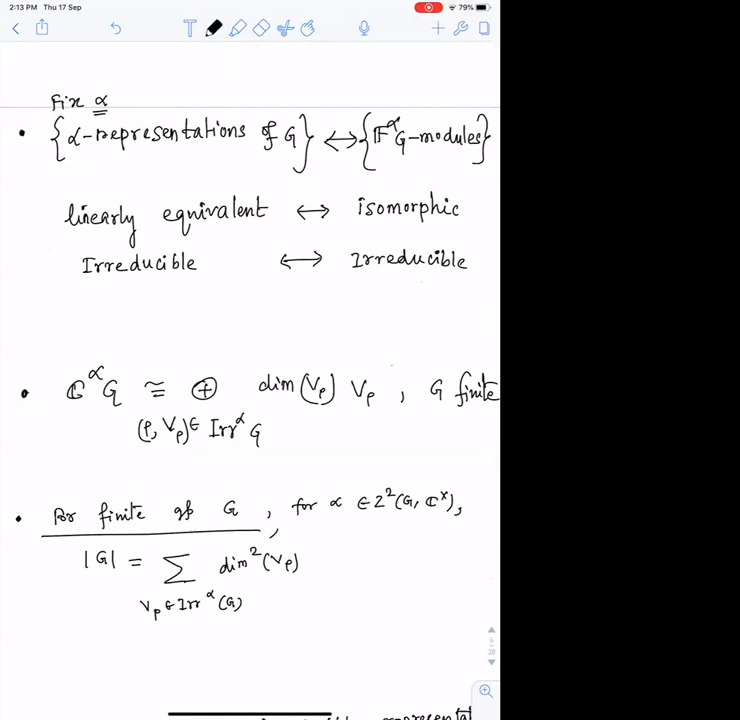 2:13 PM Thu 17 Sep 79%
Fix α
• {α-representations of G} ↔ {𝔽^α G-modules}
linearly equivalent ↔ isomorphic
Irreducible ↔ Irreducible
• ℂ^α G ≅ ⊕ dim(V_ρ) V_ρ , G finite
(ρ, V_ρ) ∈ Irr^α G
• For finite gp G , for α ∈ Z²(G, ℂ^×),
|G| = Σ dim²(V_ρ)
V_ρ ∈ Irr^α (G)